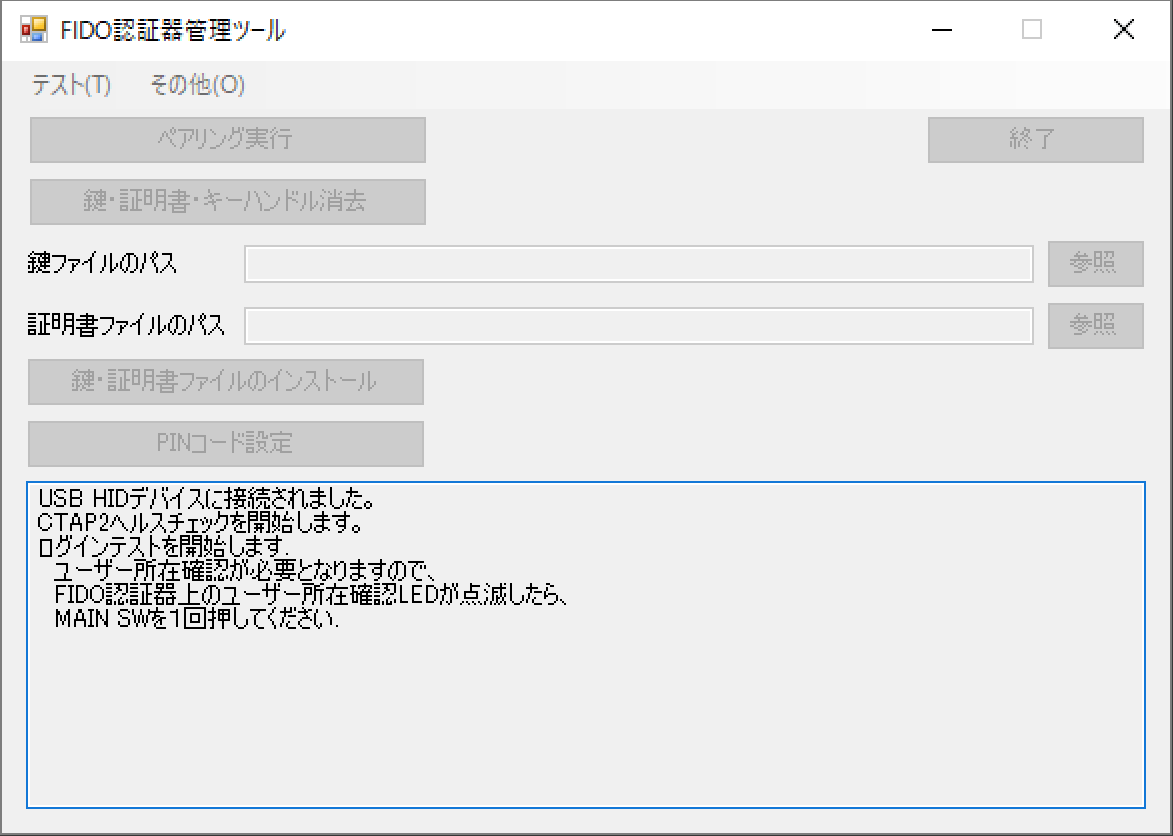 FIDO認証器管理ツール
テスト(T) その他(O)
ペアリング実行 終了
鍵・証明書・キーハンドル消去
鍵ファイルのパス 参照
証明書ファイルのパス 参照
鍵・証明書ファイルのインストール
PINコード設定
USB HIDデバイスに接続されました。
CTAP2ヘルスチェックを開始します。
ログインテストを開始します.
ユーザー所在確認が必要となりますので、
FIDO認証器上のユーザー所在確認LEDが点滅したら、
MAIN SWを１回押してください.